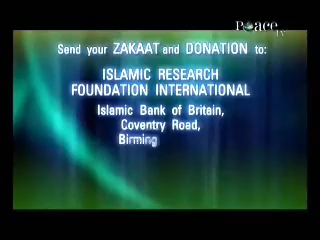 Peace TV
Send your ZAKAAT and DONATION to:
ISLAMIC RESEARCH
FOUNDATION INTERNATIONAL
Islamic Bank of Britain,
Coventry Road,
Birming